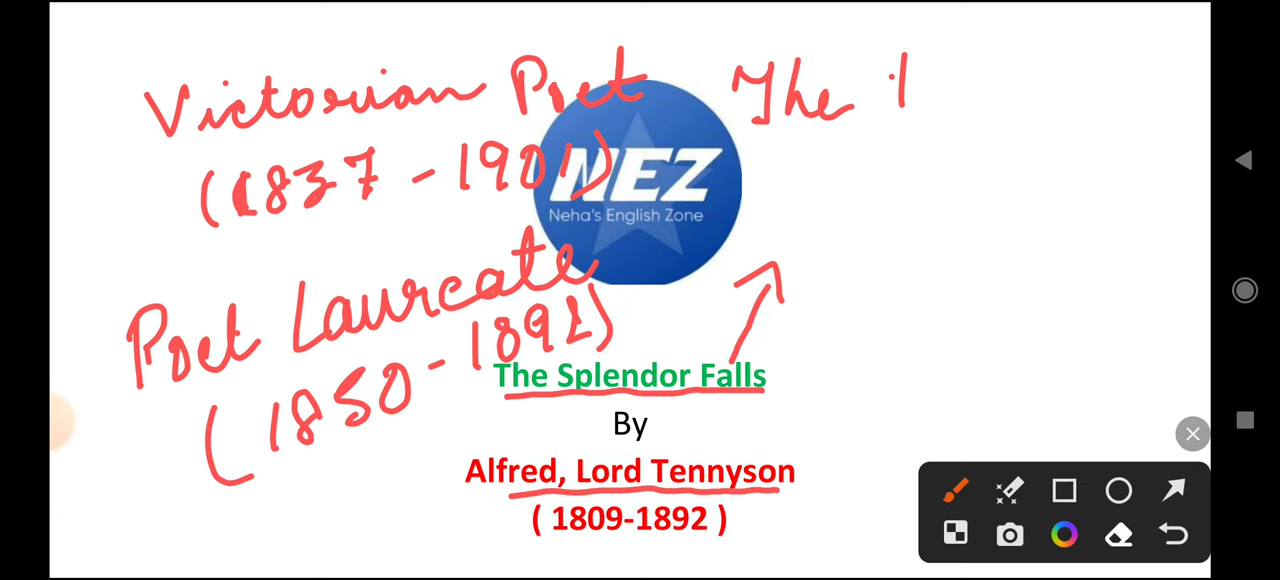 Victorian Poet
(1837-1901)
The
NEZ
Neha's English Zone
Poet Laureate
(1850-1892)
The Splendor Falls
By
Alfred, Lord Tennyson
( 1809-1892 )